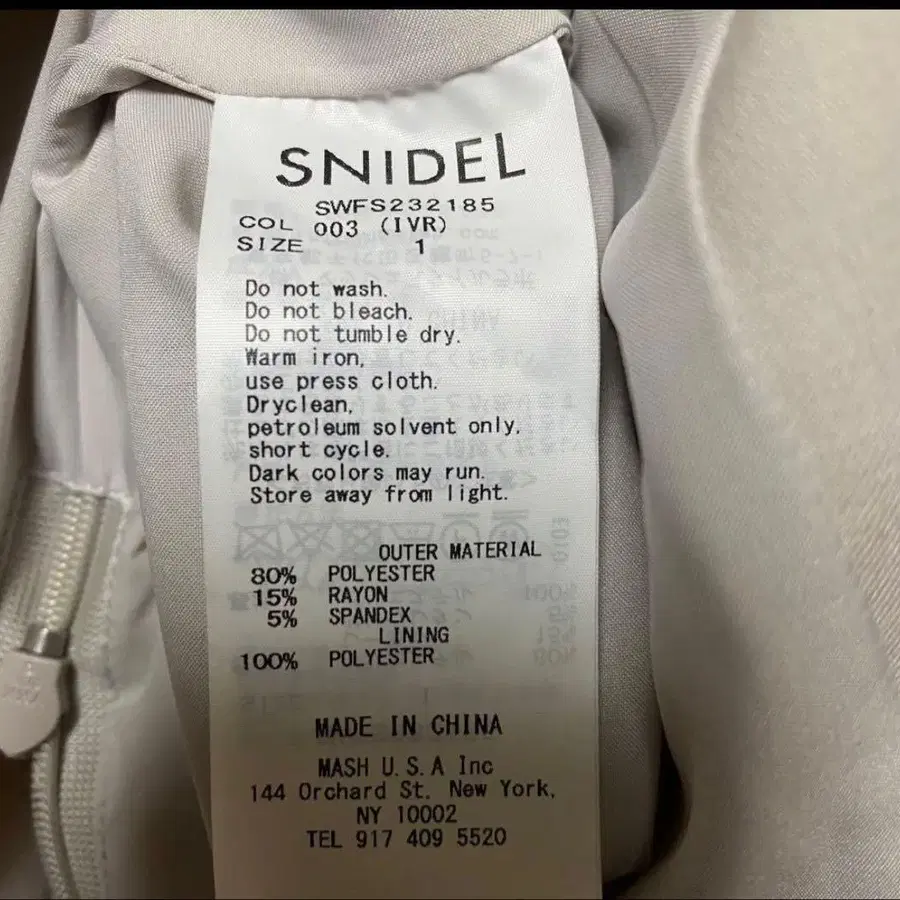 SNIDEL
SWFS232185
COL 003 (IVR)
SIZE 1
Do not wash.
Do not bleach.
Do not tumble dry.
Warm iron,
use press cloth.
Dryclean,
petroleum solvent only,
short cycle.
Dark colors may run.
Store away from light.
OUTER MATERIAL
80% POLYESTER
15% RAYON
5% SPANDEX
LINING
100% POLYESTER
MADE IN CHINA
MASH U.S.A Inc
144 Orchard St. New York,
NY 10002
TEL 917 409 5520